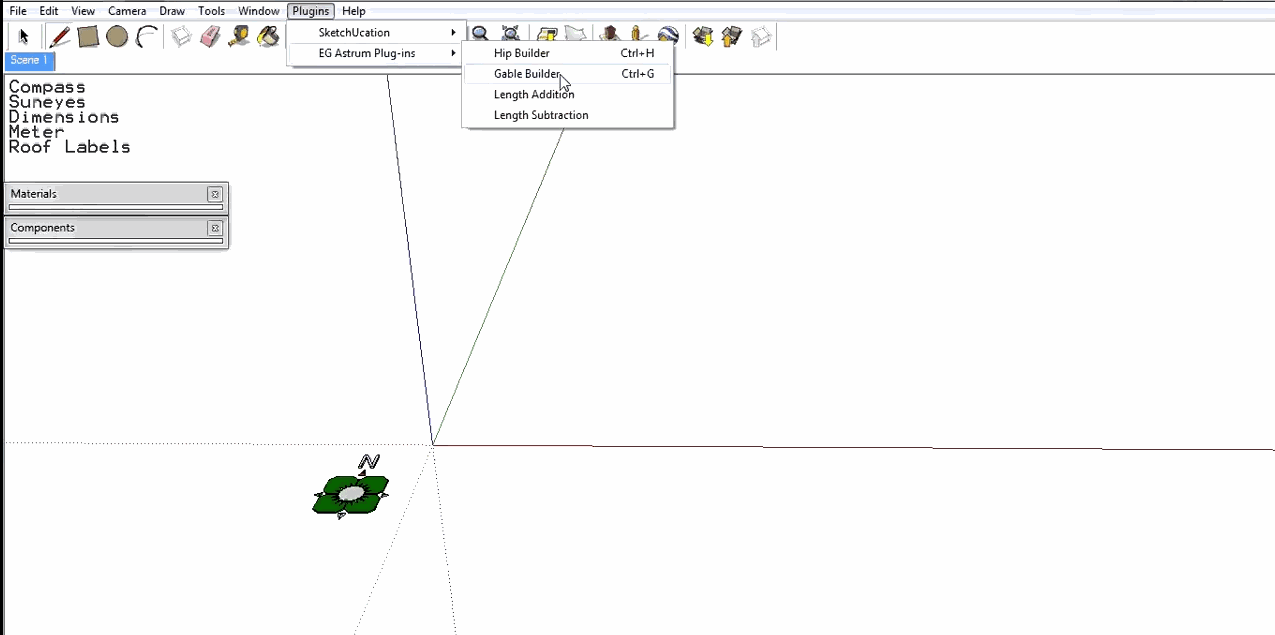 File Edit View Camera Draw Tools Window Plugins Help
SketchUcation
EG Astrum Plug-ins
Hip Builder Ctrl+H
Gable Builder Ctrl+G
Length Addition
Length Subtraction
Scene 1
Compass
Suneyes
Dimensions
Meter
Roof Labels
Materials
Components
N